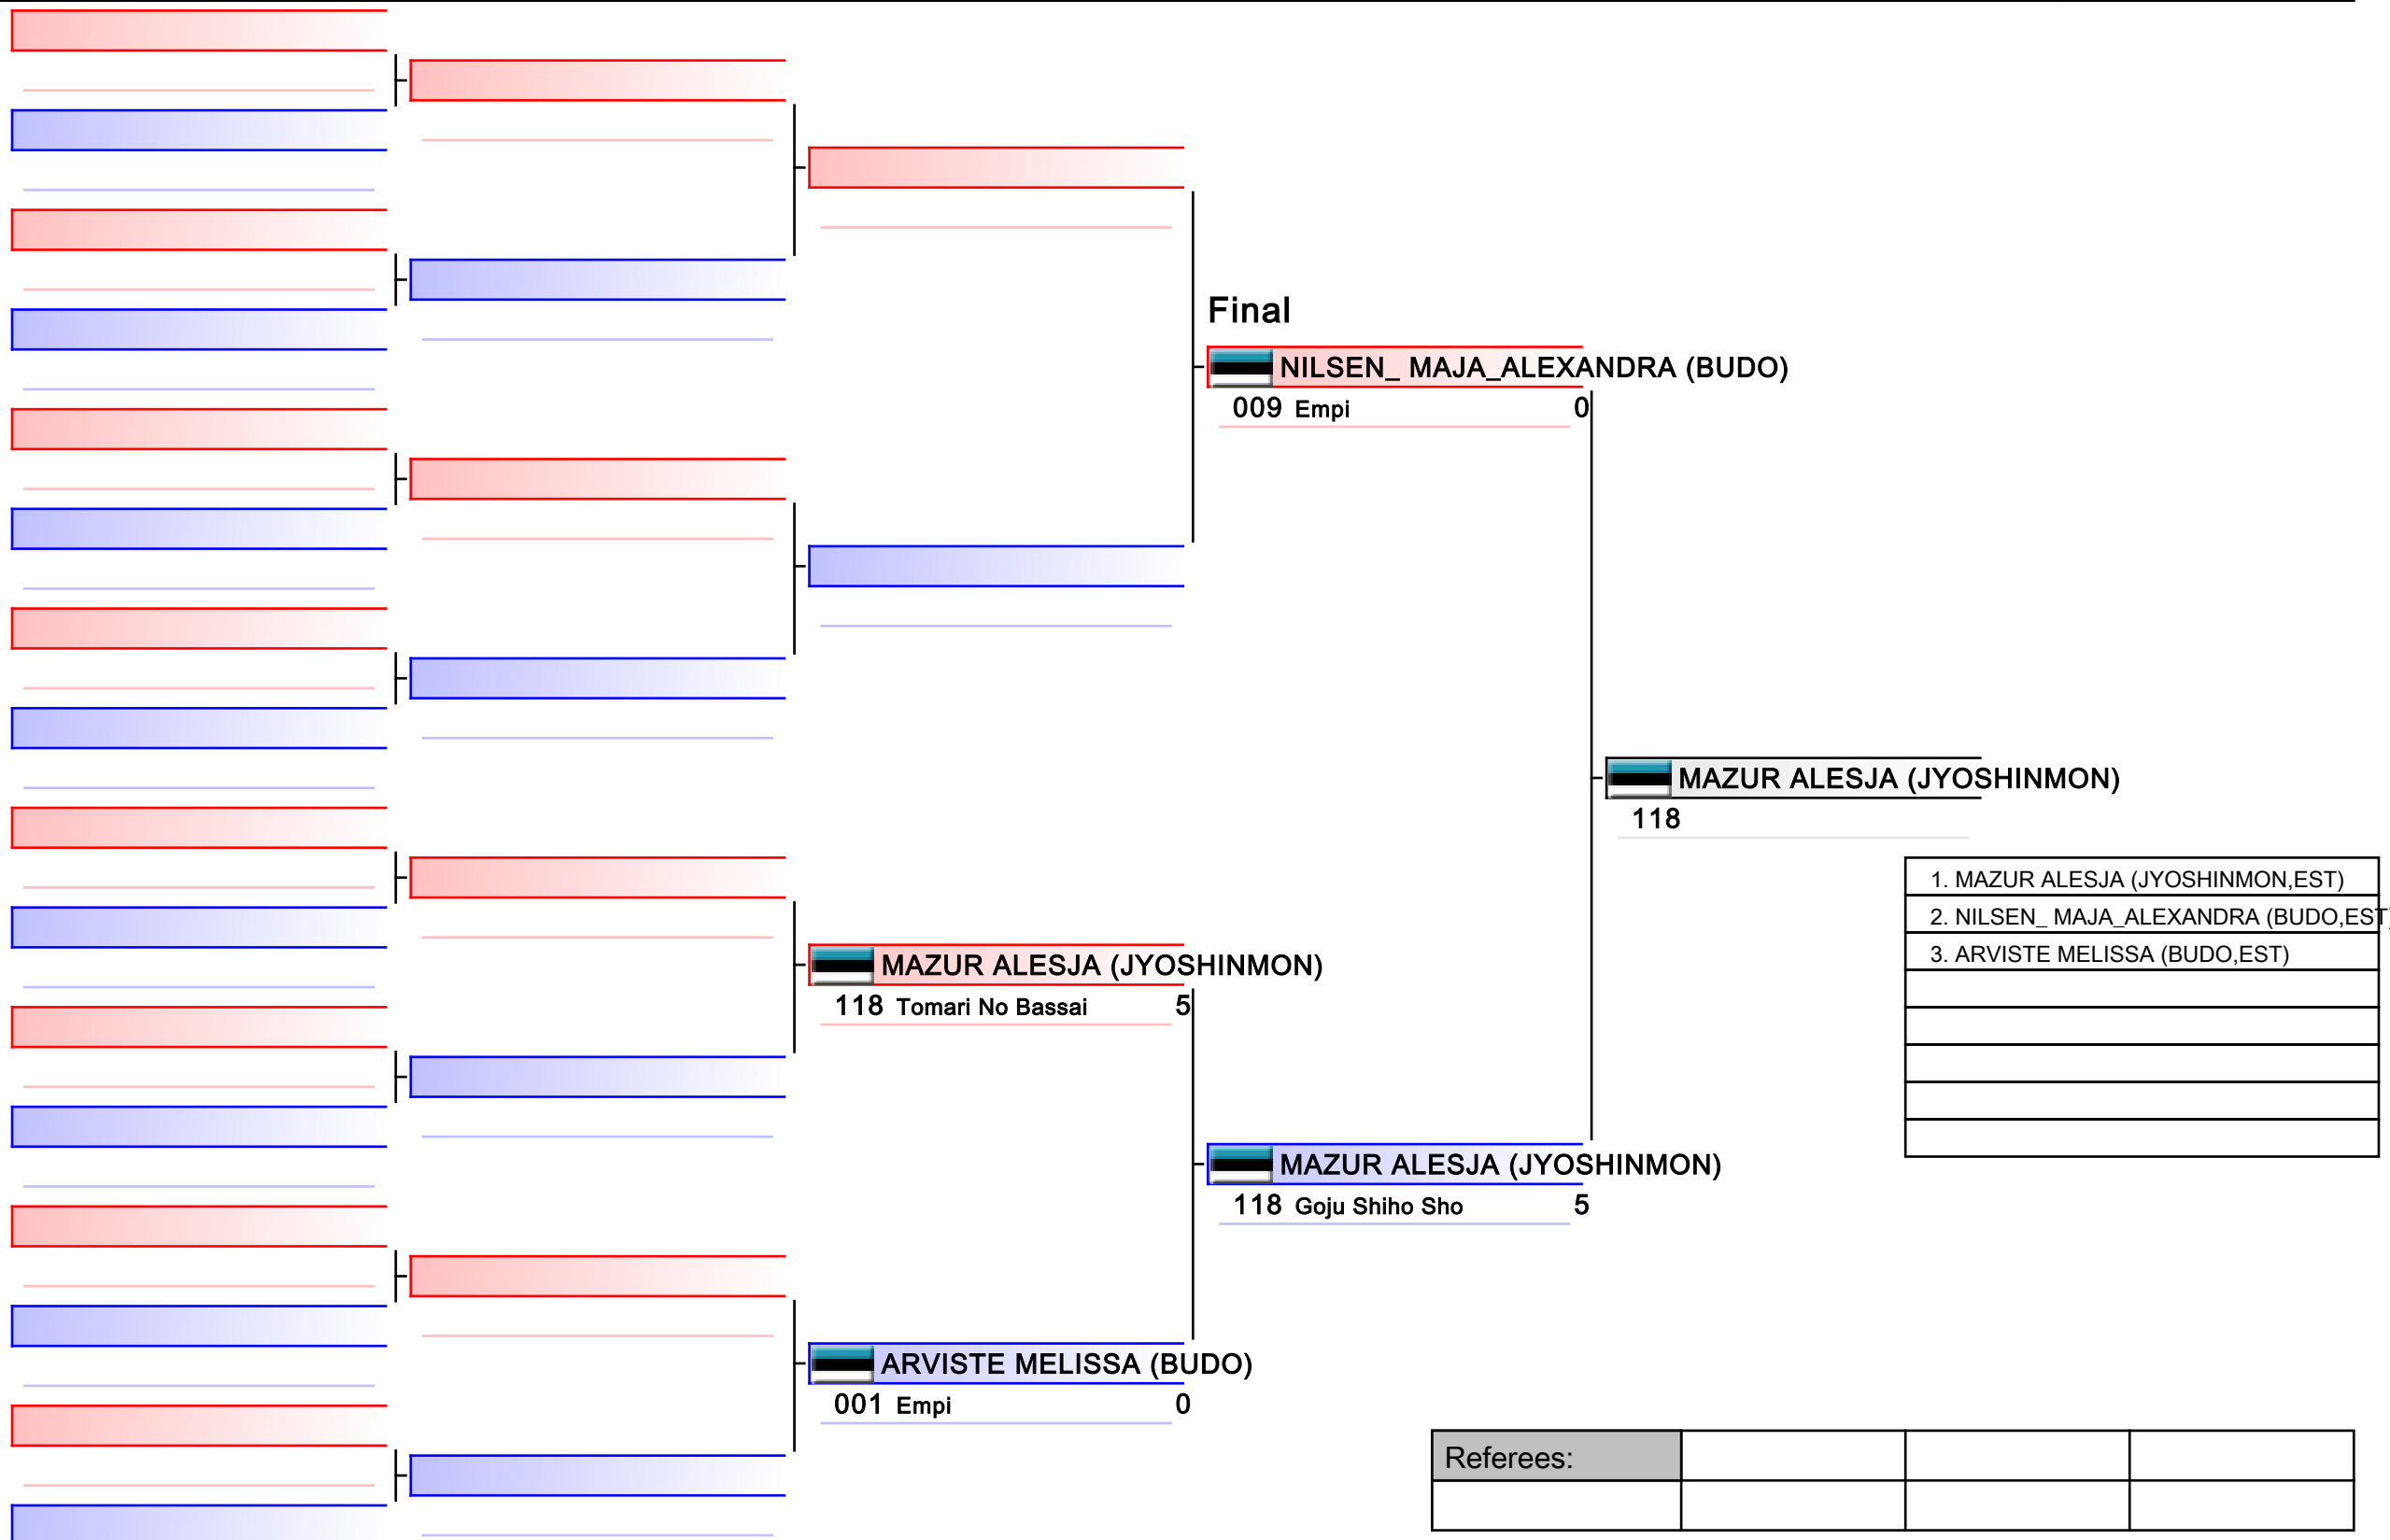 Final
NILSEN_ MAJA_ALEXANDRA (BUDO)
009 Empi 0
MAZUR ALESJA (JYOSHINMON)
118
1. MAZUR ALESJA (JYOSHINMON,EST)
2. NILSEN_ MAJA_ALEXANDRA (BUDO,EST)
3. ARVISTE MELISSA (BUDO,EST)
MAZUR ALESJA (JYOSHINMON)
118 Tomari No Bassai 5
MAZUR ALESJA (JYOSHINMON)
118 Goju Shiho Sho 5
ARVISTE MELISSA (BUDO)
001 Empi 0
Referees: